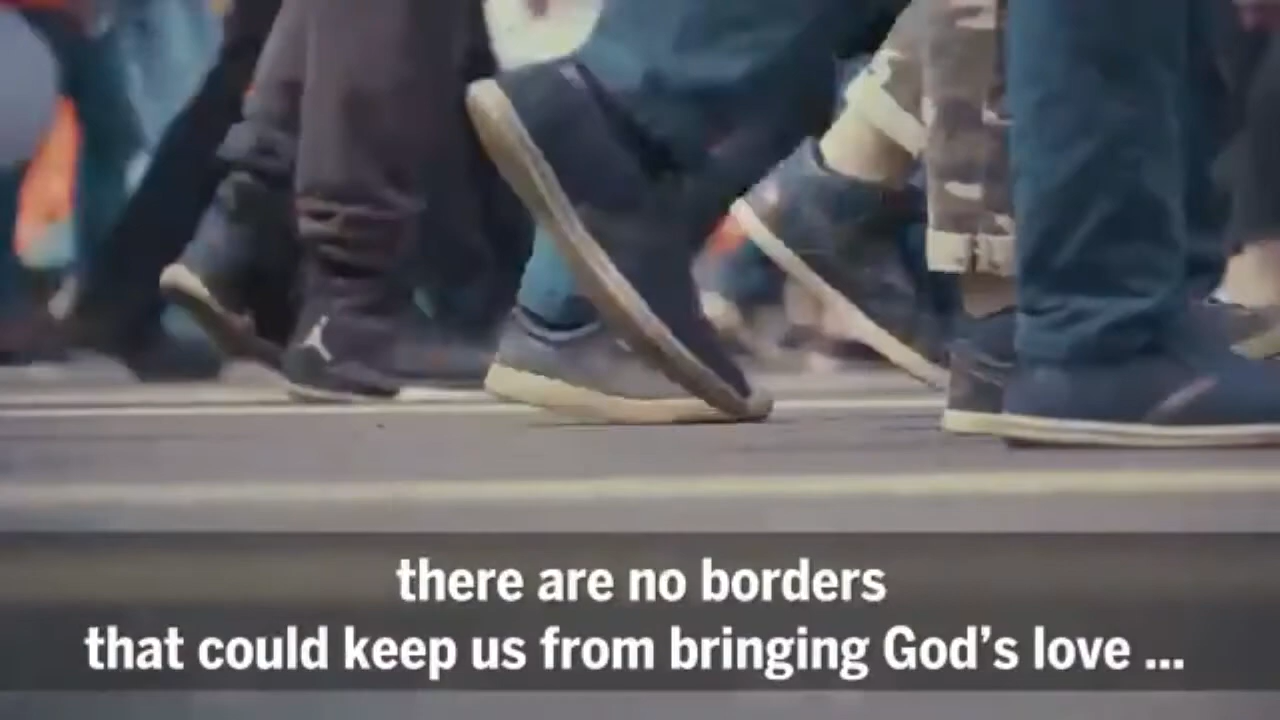 there are no borders
that could keep us from bringing God's love ...